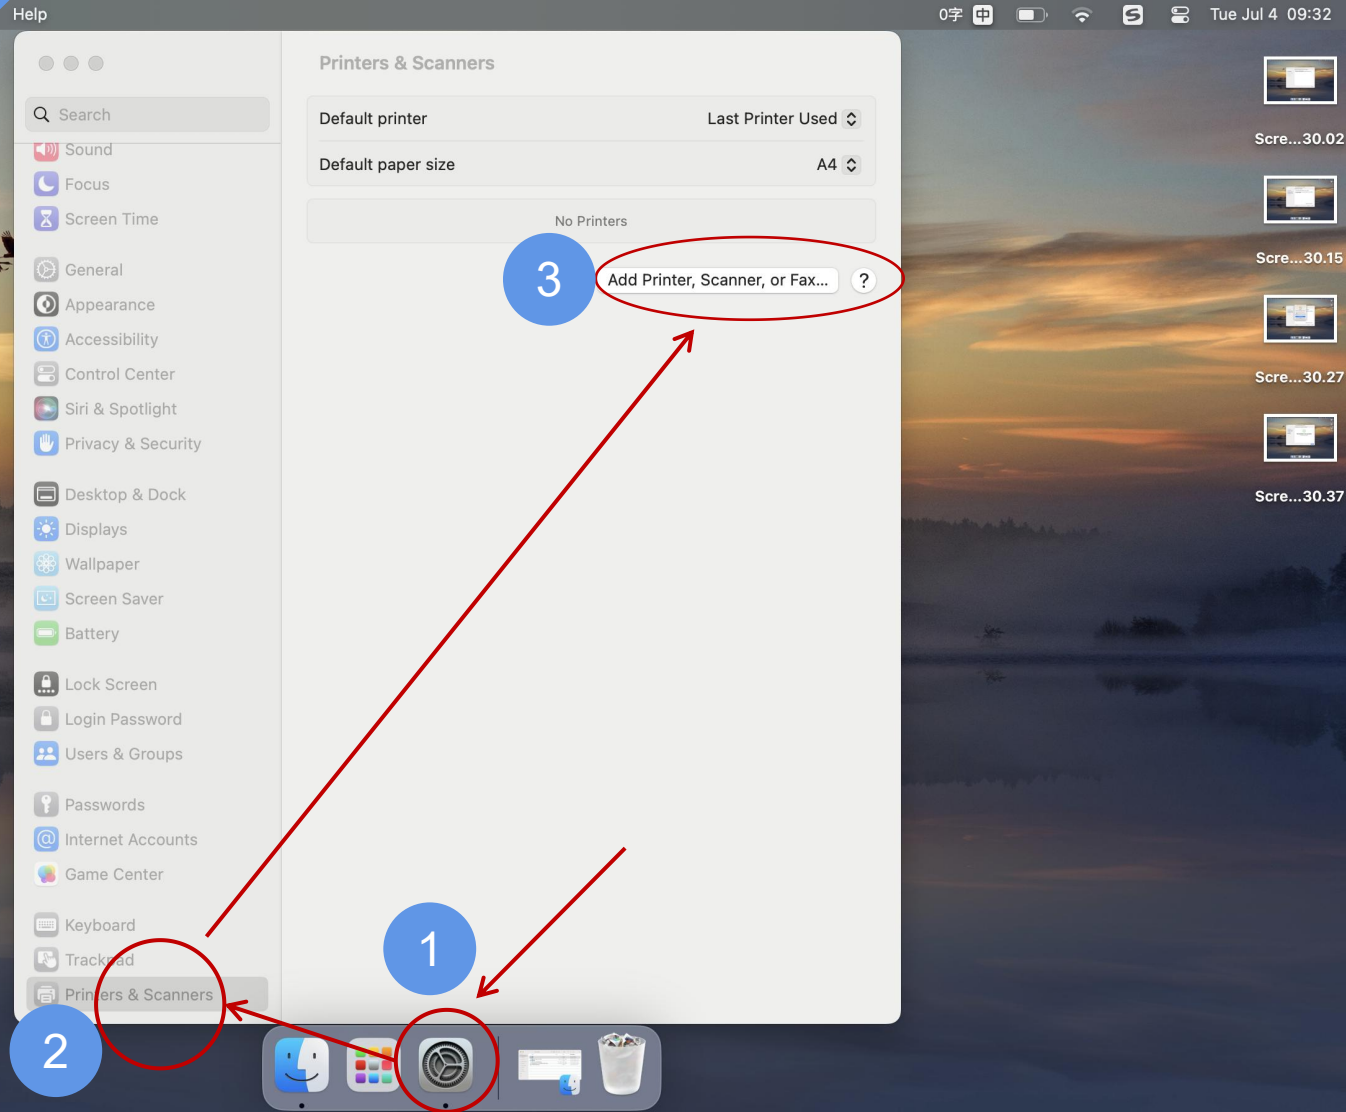 Help
0字 中
Tue Jul 4 09:32
Printers & Scanners
Search
Sound
Focus
Screen Time
General
Appearance
Accessibility
Control Center
Siri & Spotlight
Privacy & Security
Desktop & Dock
Displays
Wallpaper
Screen Saver
Battery
Lock Screen
Login Password
Users & Groups
Passwords
Internet Accounts
Game Center
Keyboard
Trackpad
Printers & Scanners
Default printer
Last Printer Used
Default paper size
A4
No Printers
3
Add Printer, Scanner, or Fax...
?
1
2
Scre...30.02
Scre...30.15
Scre...30.27
Scre...30.37